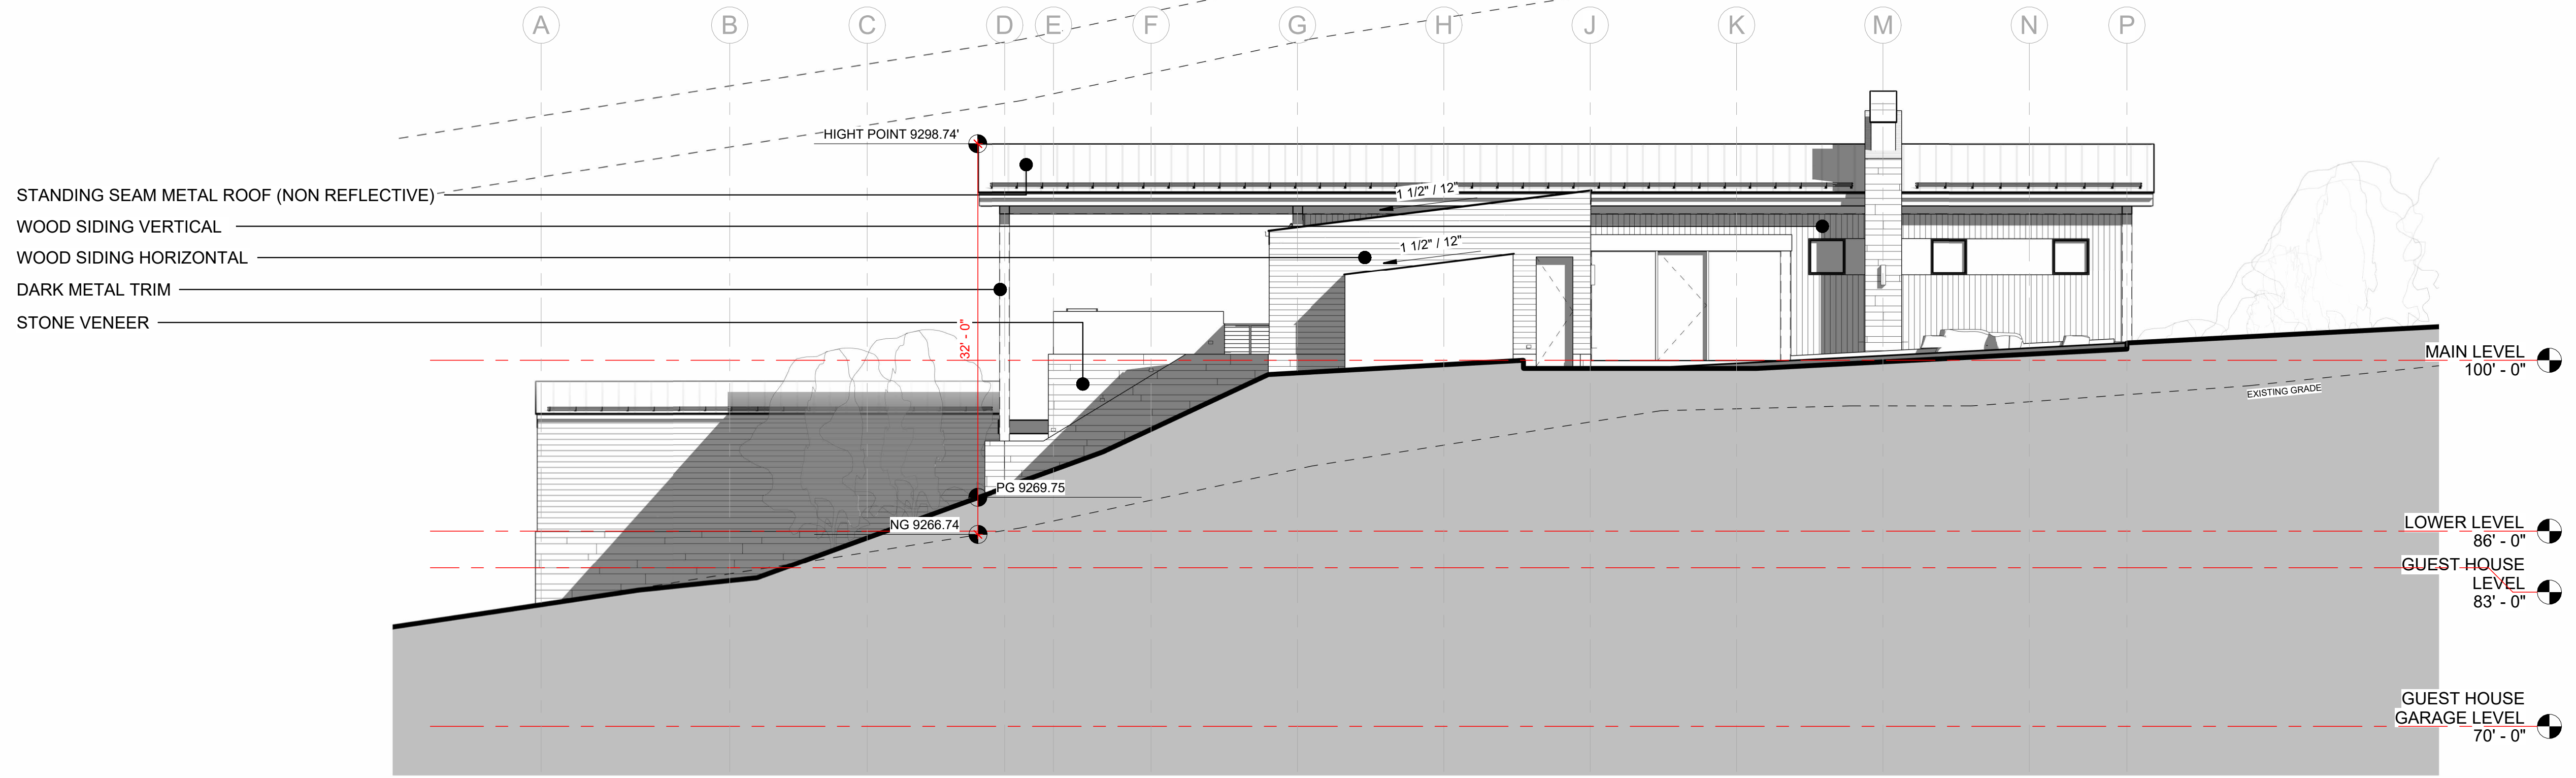 A B C D E F G H J K M N P
HIGHT POINT 9298.74'
STANDING SEAM METAL ROOF (NON REFLECTIVE)
1 1/2" / 12"
WOOD SIDING VERTICAL
1 1/2" / 12"
WOOD SIDING HORIZONTAL
DARK METAL TRIM
STONE VENEER
32' - 0"
MAIN LEVEL
100' - 0"
EXISTING GRADE
PG 9269.75
NG 9266.74
LOWER LEVEL
86' - 0"
GUEST HOUSE
LEVEL
83' - 0"
GUEST HOUSE
GARAGE LEVEL
70' - 0"